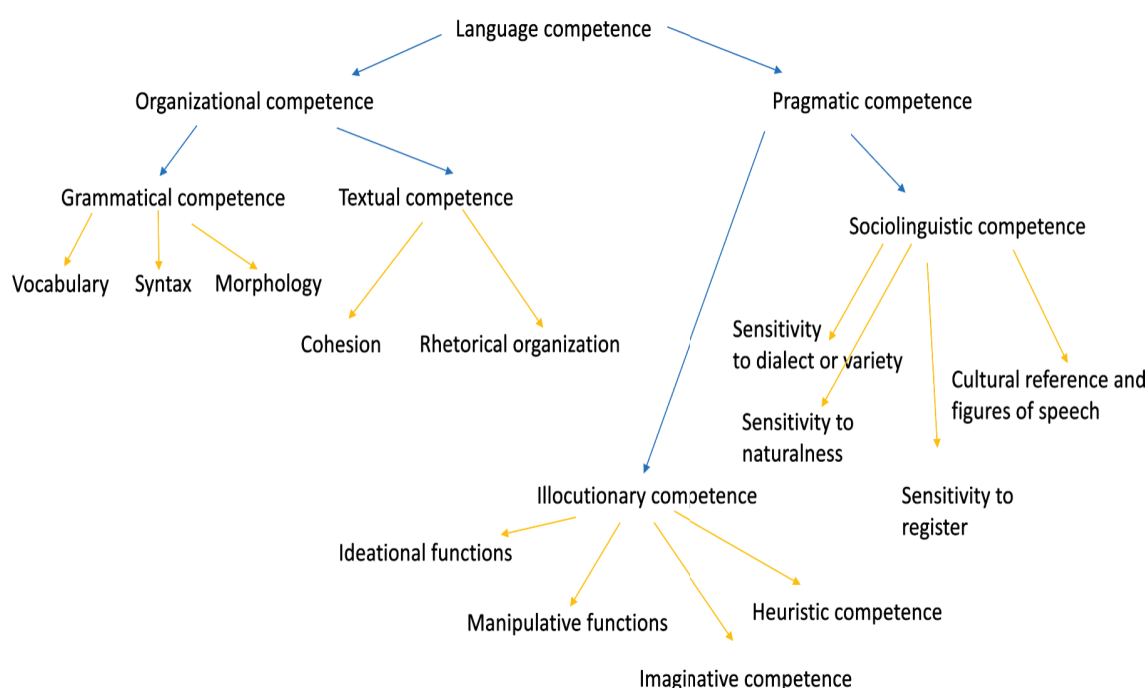 Language competence
Organizational competence
Pragmatic competence
Grammatical competence
Textual competence
Sociolinguistic competence
Vocabulary
Syntax
Morphology
Cohesion
Rhetorical organization
Sensitivity
to dialect or variety
Cultural reference and
figures of speech
Sensitivity to
naturalness
Sensitivity to
register
Illocutionary competence
Ideational functions
Manipulative functions
Heuristic competence
Imaginative competence